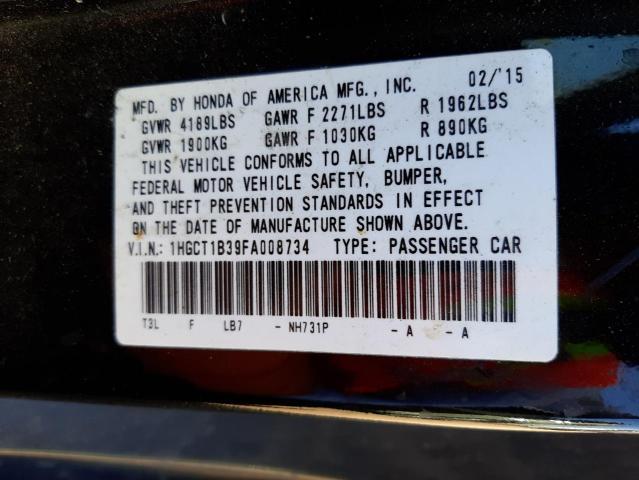 MFD. BY HONDA OF AMERICA MFG., INC. 02/'15
GVWR 4189LBS GAWR F 2271LBS R 1962LBS
GVWR 1900KG GAWR F 1030KG R 890KG
THIS VEHICLE CONFORMS TO ALL APPLICABLE
FEDERAL MOTOR VEHICLE SAFETY, BUMPER,
AND THEFT PREVENTION STANDARDS IN EFFECT
ON THE DATE OF MANUFACTURE SHOWN ABOVE.
V.I.N.: 1HGCT1B39FA008734 TYPE: PASSENGER CAR
T3L F LB7 - NH731P - A - A